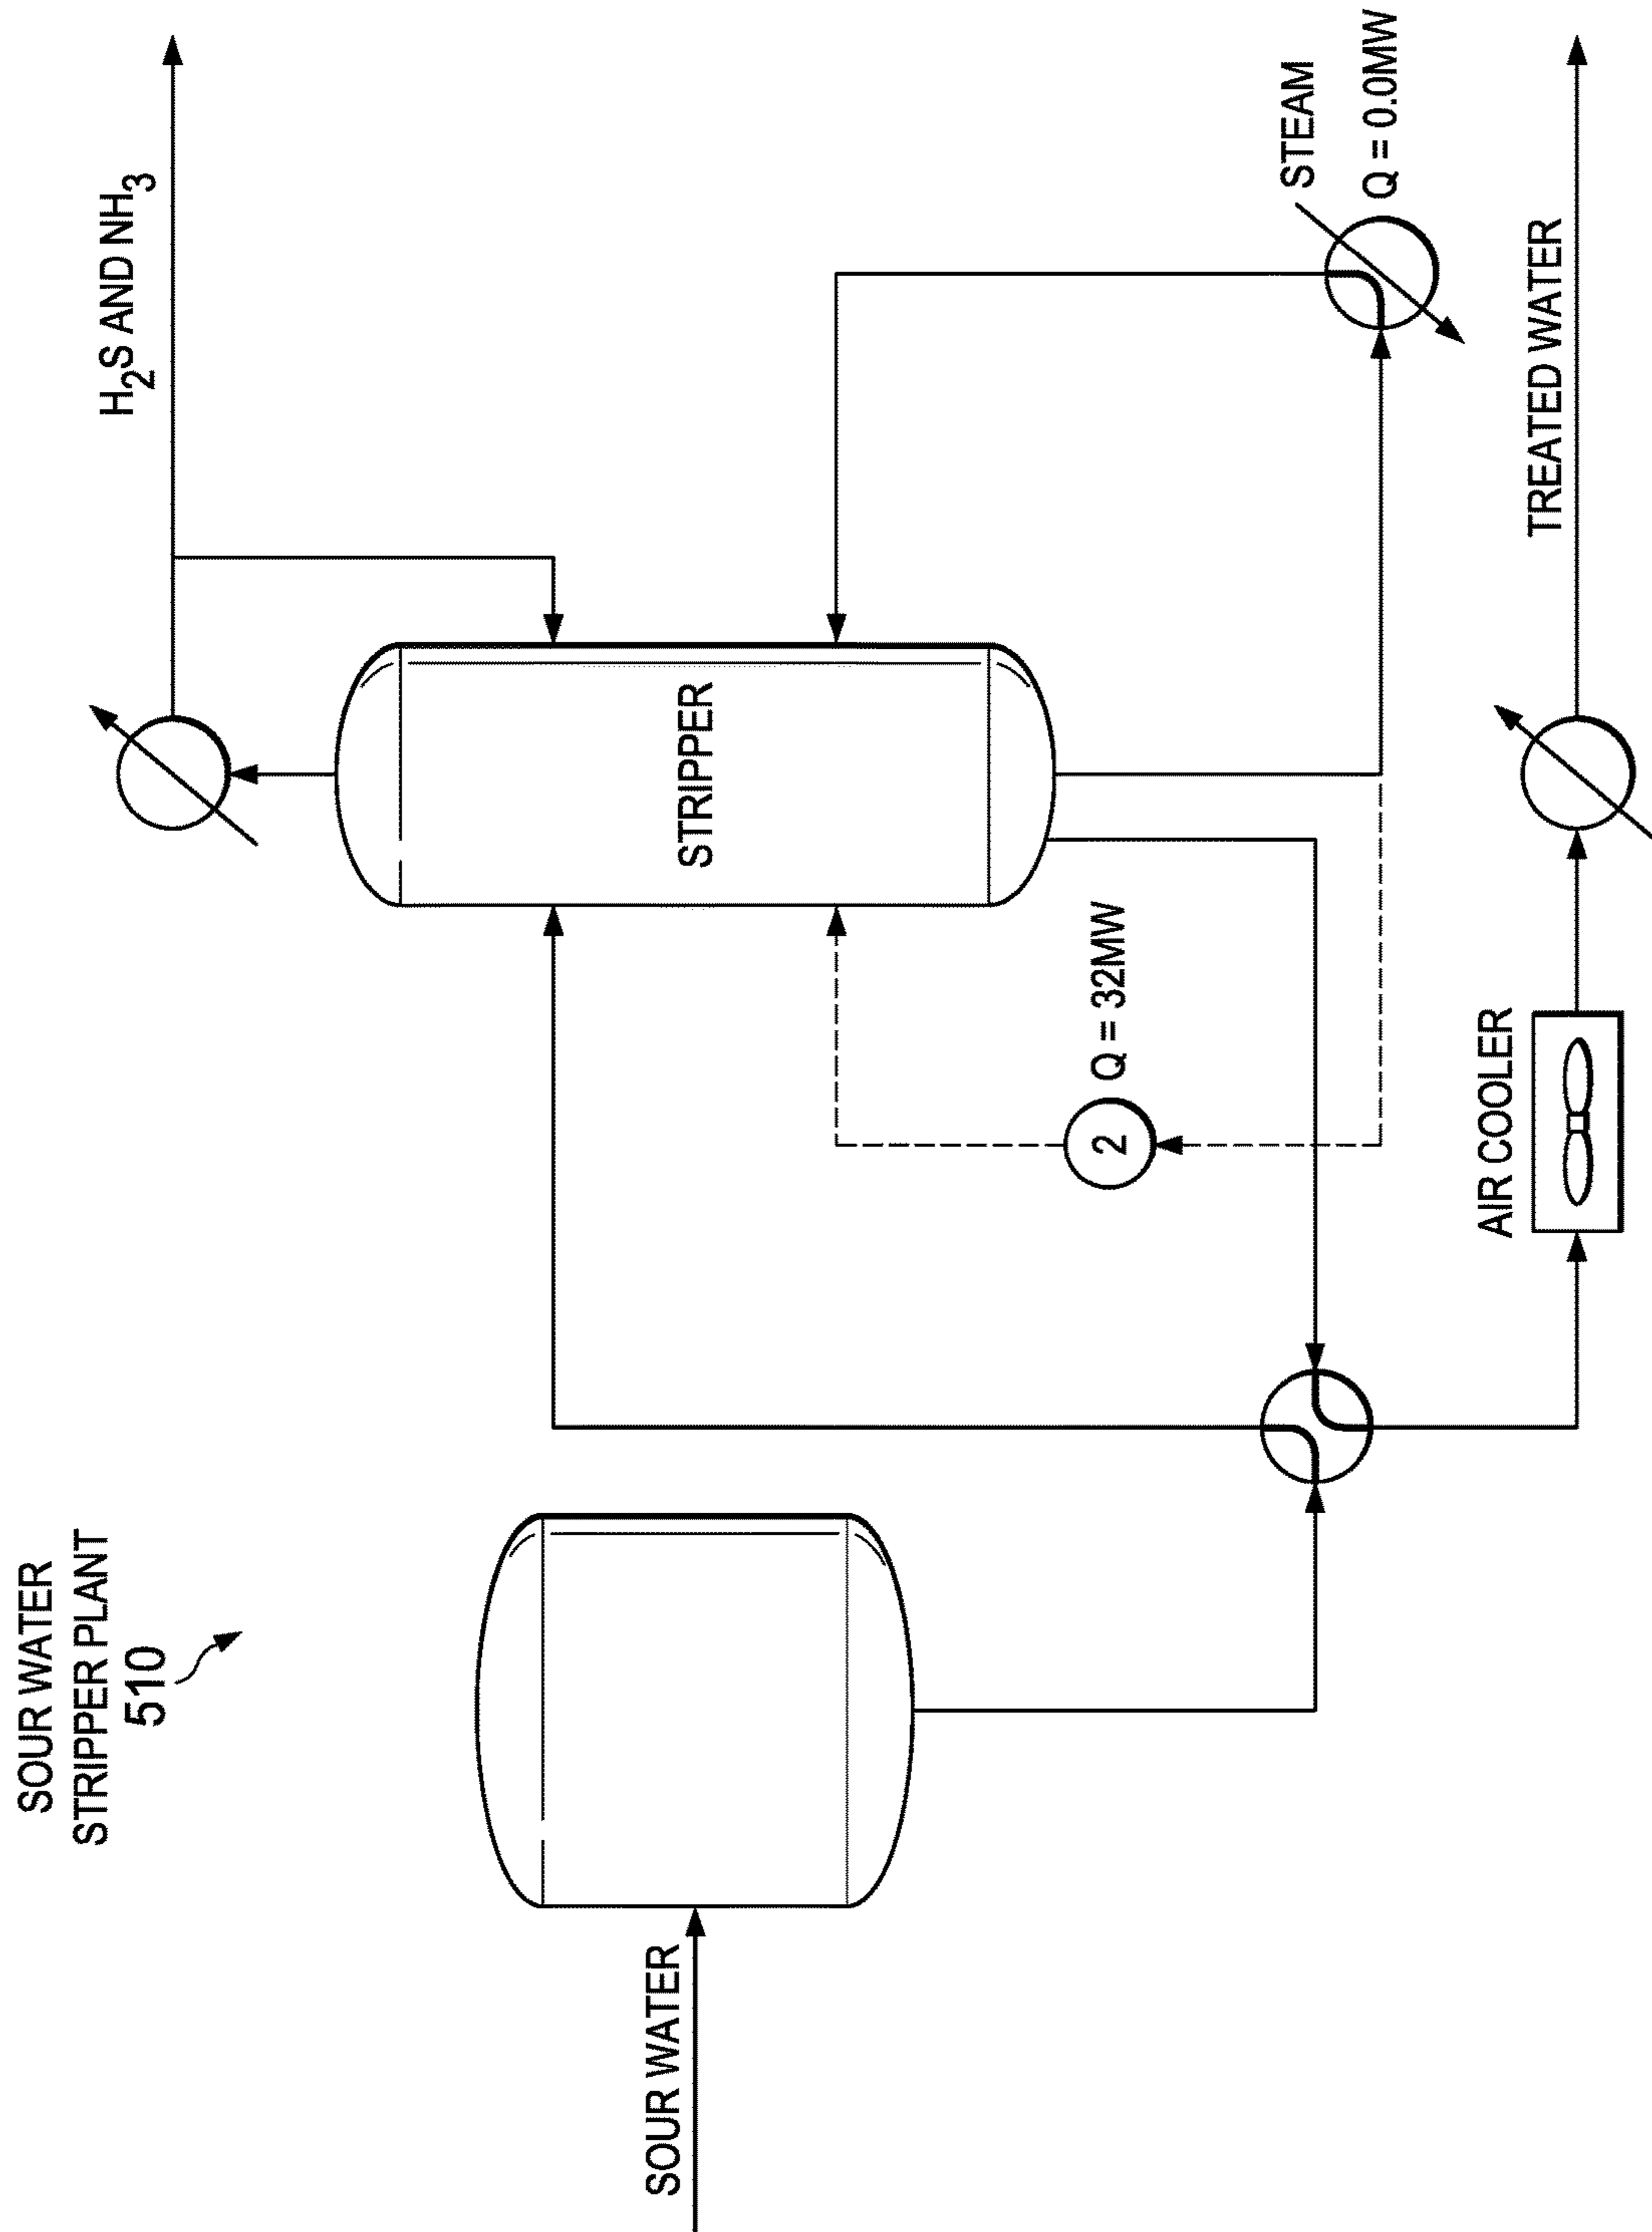 SOUR WATER
STRIPPER PLANT
510
SOUR WATER
H₂S AND NH₃
STRIPPER
2
Q = 32MW
STEAM
Q = 0.0MW
AIR COOLER
TREATED WATER